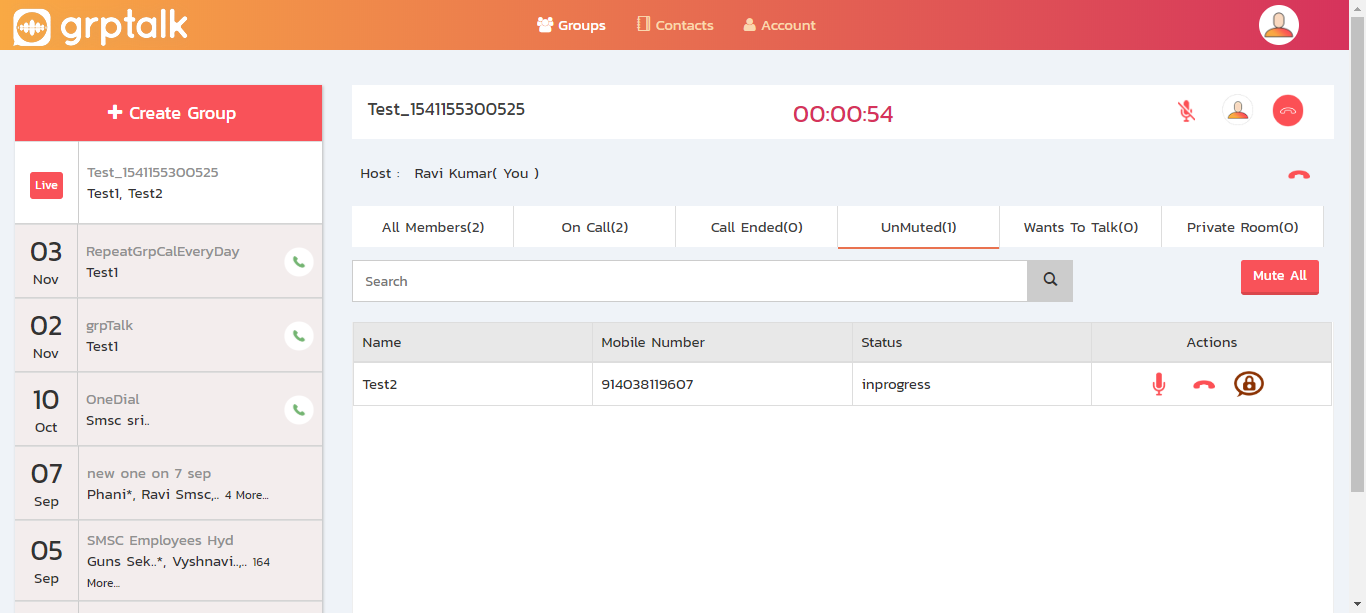 grptalk
Groups
Contacts
Account
Create Group
Live
Test_1541155300525
Test1, Test2
03
Nov
RepeatGrpCalEveryDay
Test1
02
Nov
grpTalk
Test1
10
Oct
OneDial
Smsc sri..
07
Sep
new one on 7 sep
Phani*, Ravi Smsc,.. 4 More...
05
Sep
SMSC Employees Hyd
Guns Sek..*, Vyshnavi..,.. 164
More...
Test_1541155300525
00:00:54
Host : Ravi Kumar( You )
All Members(2)
On Call(2)
Call Ended(0)
UnMuted(1)
Wants To Talk(0)
Private Room(0)
Search
Mute All
Name
Mobile Number
Status
Actions
Test2
914038119607
inprogress